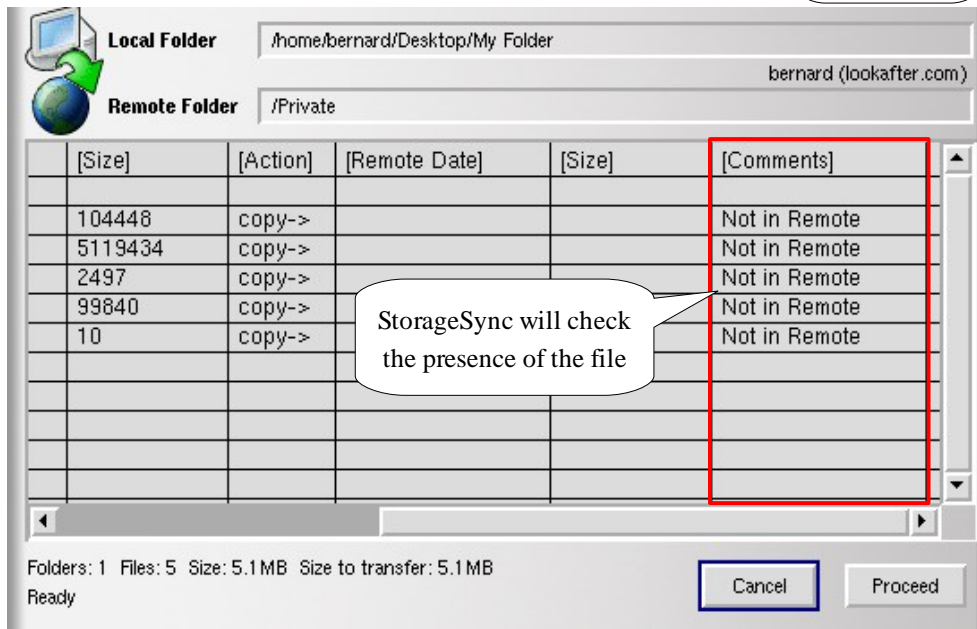 Local Folder /home/bernard/Desktop/My Folder
bernard (lookafter.com)
Remote Folder /Private
[Size] [Action] [Remote Date] [Size] [Comments]
104448 copy-> Not in Remote
5119434 copy-> Not in Remote
2497 copy-> Not in Remote
99840 copy-> Not in Remote
10 copy-> Not in Remote
StorageSync will check
the presence of the file
Folders: 1 Files: 5 Size: 5.1MB Size to transfer: 5.1MB
Ready
Cancel Proceed